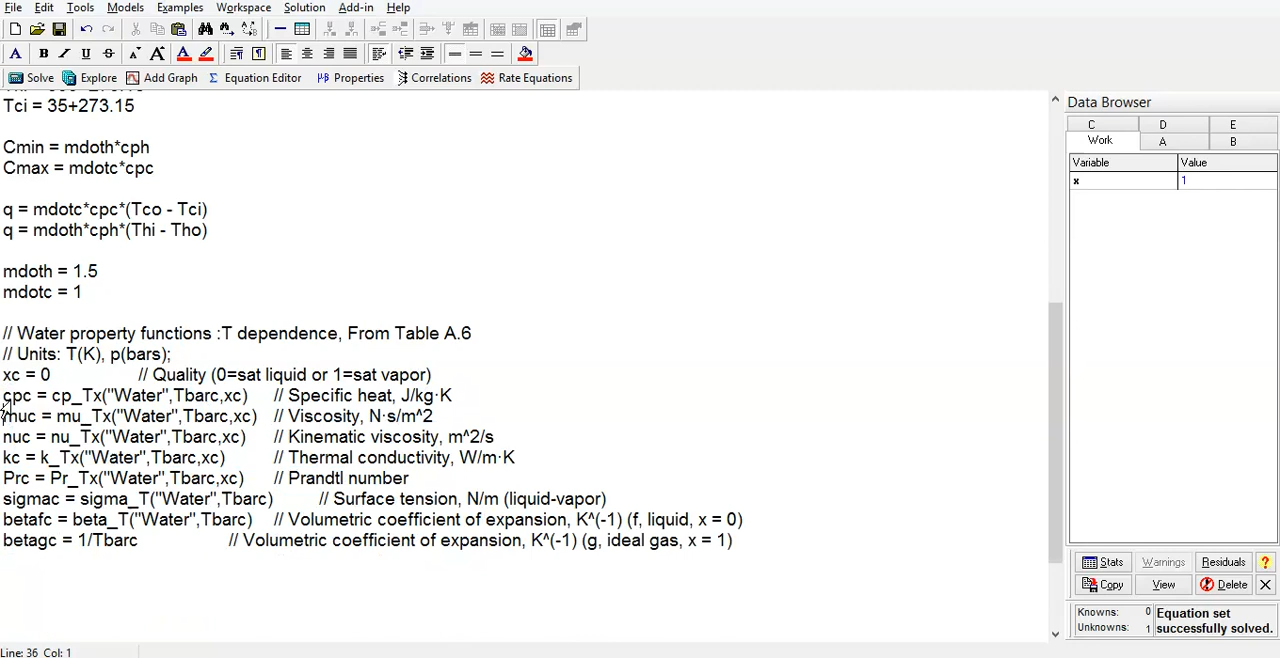 File Edit Tools Models Examples Workspace Solution Add-in Help
A B I U S A A A
Solve Explore Add Graph Σ Equation Editor Properties Correlations Rate Equations
Tci = 35+273.15
Cmin = mdoth*cph
Cmax = mdotc*cpc
q = mdotc*cpc*(Tco - Tci)
q = mdoth*cph*(Thi - Tho)
mdoth = 1.5
mdotc = 1
// Water property functions :T dependence, From Table A.6
// Units: T(K), p(bars);
xc = 0 // Quality (0=sat liquid or 1=sat vapor)
cpc = cp_Tx("Water",Tbarc,xc) // Specific heat, J/kg·K
muc = mu_Tx("Water",Tbarc,xc) // Viscosity, N·s/m^2
nuc = nu_Tx("Water",Tbarc,xc) // Kinematic viscosity, m^2/s
kc = k_Tx("Water",Tbarc,xc) // Thermal conductivity, W/m·K
Prc = Pr_Tx("Water",Tbarc,xc) // Prandtl number
sigmac = sigma_T("Water",Tbarc) // Surface tension, N/m (liquid-vapor)
betafc = beta_T("Water",Tbarc) // Volumetric coefficient of expansion, K^(-1) (f, liquid, x = 0)
betagc = 1/Tbarc // Volumetric coefficient of expansion, K^(-1) (g, ideal gas, x = 1)
Line: 36 Col: 1
Data Browser
C D E
Work A B
Variable Value
x 1
Stats Warnings Residuals ?
Copy View Delete
Knowns: 0
Unknowns: 1
Equation set
successfully solved.